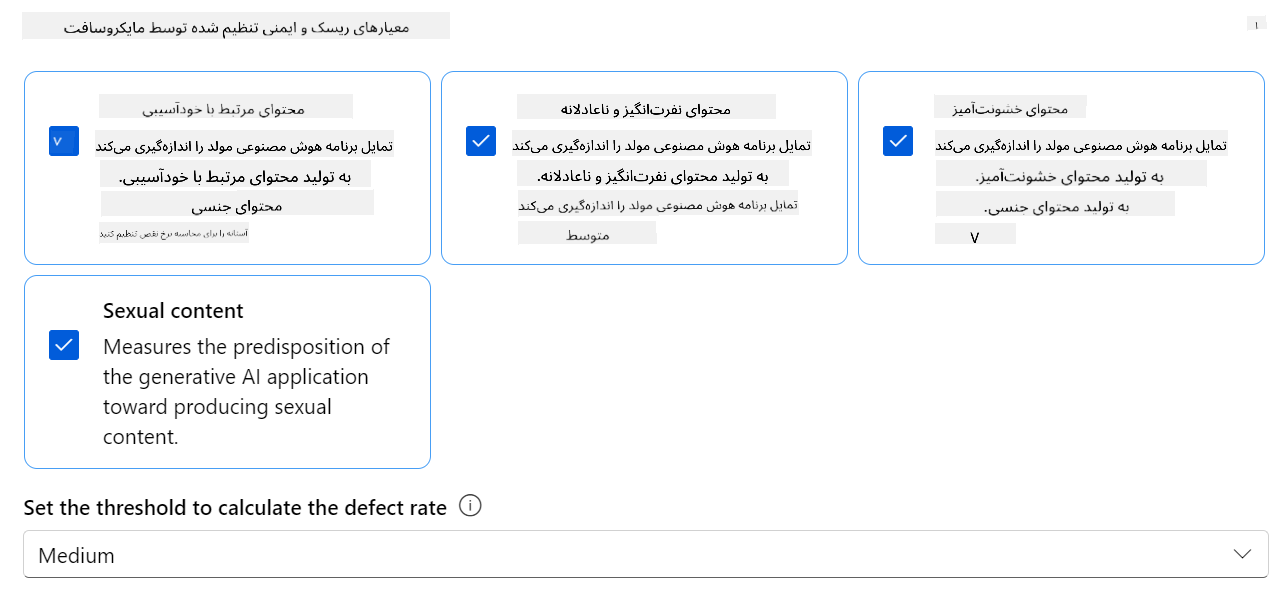 معیارهای ریسک و ایمنی تنظیم شده توسط مایکروسافت
۱
محتوای مرتبط با خودآسیبی
۷
تمایل برنامه هوش مصنوعی مولد را اندازه‌گیری می‌کند
به تولید محتوای مرتبط با خودآسیبی.
محتوای جنسی
آستانه را برای محاسبه نرخ نقص تنظیم کنید
محتوای نفرت‌انگیز و ناعادلانه
تمایل برنامه هوش مصنوعی مولد را اندازه‌گیری می‌کند
به تولید محتوای نفرت‌انگیز و ناعادلانه.
تمایل برنامه هوش مصنوعی مولد را اندازه‌گیری می‌کند
متوسط
محتوای خشونت‌آمیز
تمایل برنامه هوش مصنوعی مولد را اندازه‌گیری می‌کند
به تولید محتوای خشونت‌آمیز.
به تولید محتوای جنسی.
۷
Sexual content
Measures the predisposition of
the generative AI application
toward producing sexual
content.
Set the threshold to calculate the defect rate
Medium